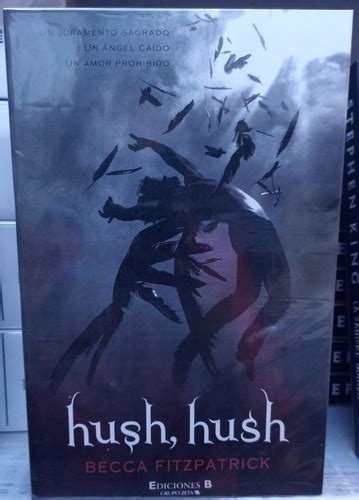 UN JURAMENTO SAGRADO
UN ÁNGEL CAÍDO
UN AMOR PROHIBIDO
hush, hush
BECCA FITZPATRICK
EDICIONES B
GRUPO ZETA
STEPHEN KING